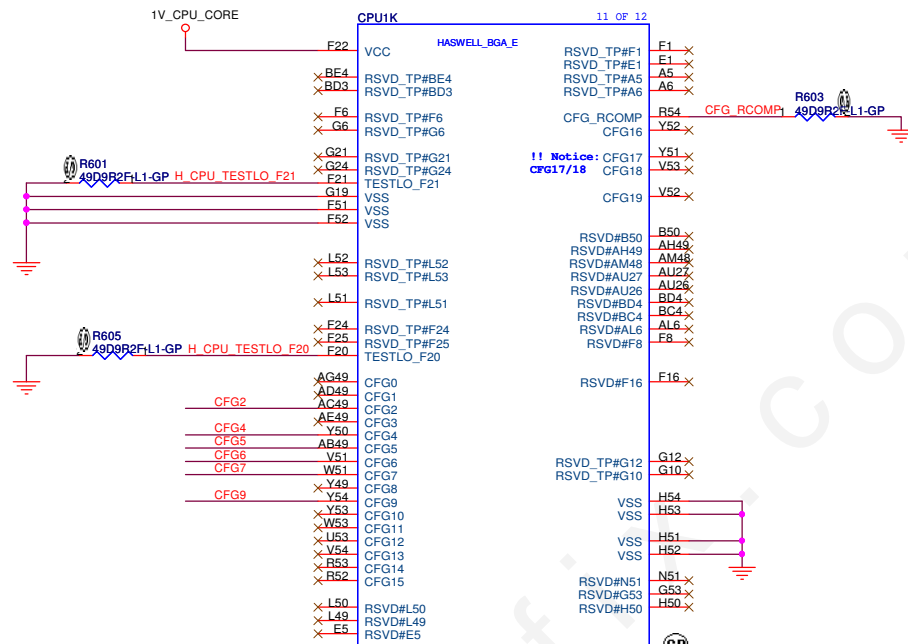 1V_CPU_CORE
CPU1K
11 OF 12
HASWELL_BGA_E
F22 VCC
BE4 RSVD_TP#BE4
BD3 RSVD_TP#BD3
F6 RSVD_TP#F6
G6 RSVD_TP#G6
G21 RSVD_TP#G21
G24 RSVD_TP#G24
R601
49D9R2F-L1-GP H_CPU_TESTLO_F21 F21 TESTLO_F21
G19 VSS
F51 VSS
F52 VSS
L52 RSVD_TP#L52
L53 RSVD_TP#L53
L51 RSVD_TP#L51
F24 RSVD_TP#F24
F25 RSVD_TP#F25
R605
49D9R2F-L1-GP H_CPU_TESTLO_F20 F20 TESTLO_F20
AG49 CFG0
AD49 CFG1
CFG2 AC49 CFG2
AE49 CFG3
CFG4 Y50 CFG4
CFG5 AB49 CFG5
CFG6 V51 CFG6
CFG7 W51 CFG7
Y49 CFG8
CFG9 Y54 CFG9
Y53 CFG10
W53 CFG11
U53 CFG12
V54 CFG13
R53 CFG14
R52 CFG15
L50 RSVD#L50
L49 RSVD#L49
E5 RSVD#E5
RSVD_TP#F1 F1
RSVD_TP#E1 E1
RSVD_TP#A5 A5
RSVD_TP#A6 A6
CFG_RCOMP R54 CFG_RCOMP 1
R603
49D9R2F-L1-GP
CFG16 Y52
!! Notice: CFG17 Y51
CFG17/18 CFG18 V53
CFG19 V52
RSVD#B50 B50
RSVD#AH49 AH49
RSVD#AM48 AM48
RSVD#AU27 AU27
RSVD#AU26 AU26
RSVD#BD4 BD4
RSVD#BC4 BC4
RSVD#AL6 AL6
RSVD#F8 F8
RSVD#F16 F16
RSVD_TP#G12 G12
RSVD_TP#G10 G10
VSS H54
VSS H53
VSS H51
VSS H52
RSVD#N51 N51
RSVD#G53 G53
RSVD#H50 H50